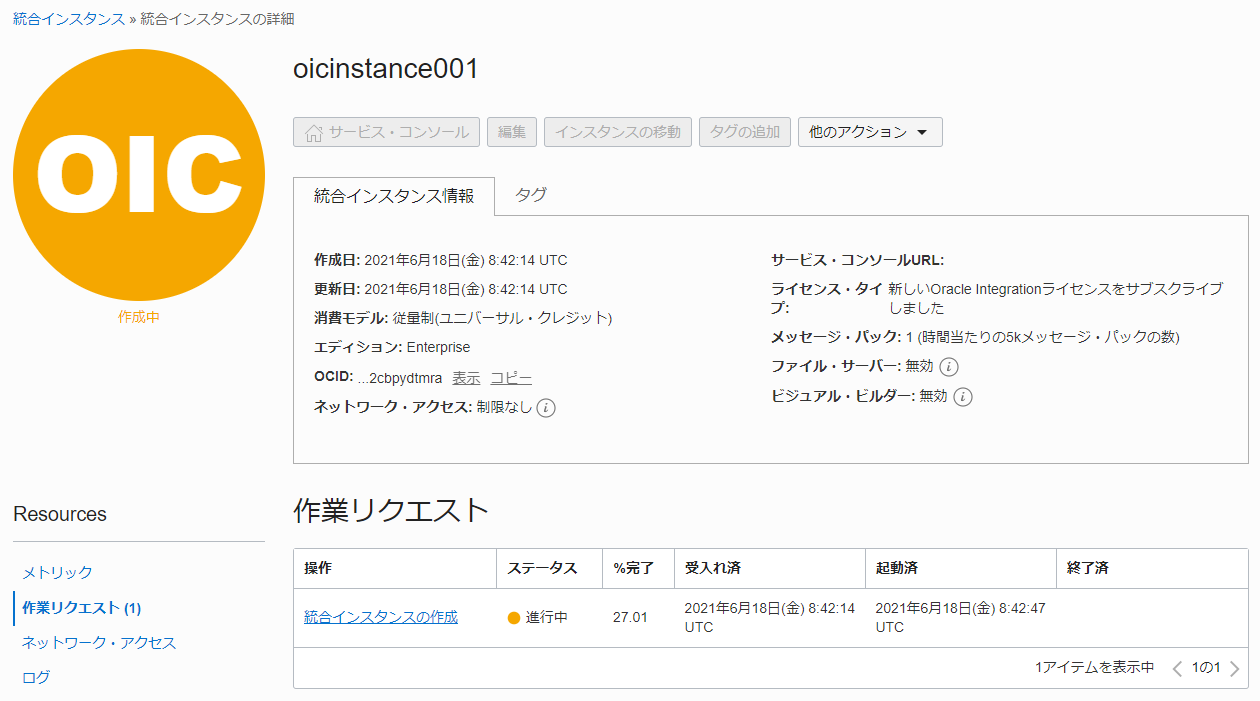 統合インスタンス » 統合インスタンスの詳細
OIC
作成中
oicinstance001
サービス・コンソール 編集 インスタンスの移動 タグの追加 他のアクション
統合インスタンス情報 タグ
作成日: 2021年6月18日(金) 8:42:14 UTC
更新日: 2021年6月18日(金) 8:42:14 UTC
消費モデル: 従量制(ユニバーサル・クレジット)
エディション: Enterprise
OCID: ...2cbpydtmra 表示 コピー
ネットワーク・アクセス: 制限なし
サービス・コンソールURL:
ライセンス・タイ 新しいOracle Integrationライセンスをサブスクライブ
プ: しました
メッセージ・パック: 1 (時間当たりの5kメッセージ・パックの数)
ファイル・サーバー: 無効
ビジュアル・ビルダー: 無効
Resources
メトリック
作業リクエスト (1)
ネットワーク・アクセス
ログ
作業リクエスト
操作 ステータス %完了 受入れ済 起動済 終了済
統合インスタンスの作成 進行中 27.01 2021年6月18日(金) 8:42:14 2021年6月18日(金) 8:42:47
UTC UTC
1アイテムを表示中 1の1